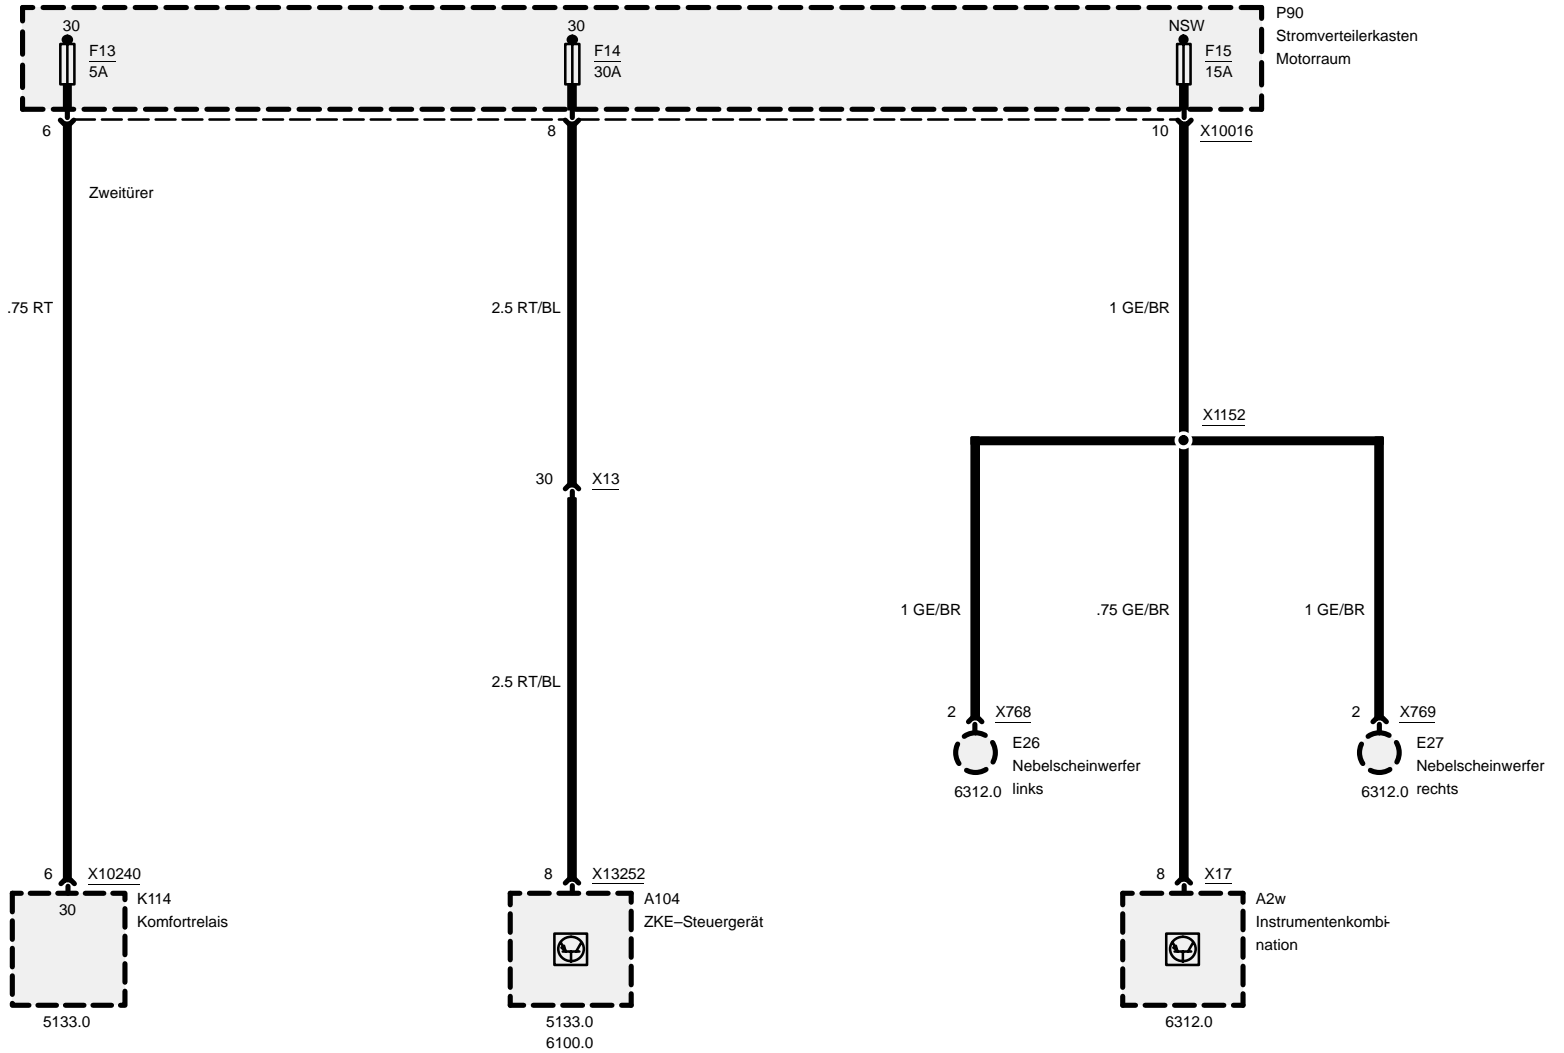 30
F13
5A
30
F14
30A
NSW
F15
15A
P90
Stromverteilerkasten
Motorraum
6
8
10
X10016
Zweitürer
.75 RT
2.5 RT/BL
1 GE/BR
X1152
30
X13
1 GE/BR
.75 GE/BR
1 GE/BR
2.5 RT/BL
2
X768
E26
Nebelscheinwerfer
links
6312.0
2
X769
E27
Nebelscheinwerfer
rechts
6312.0
6
X10240
30
K114
Komfortrelais
5133.0
8
X13252
A104
ZKE–Steuergerät
5133.0
6100.0
8
X17
A2w
Instrumentenkombi-
nation
6312.0